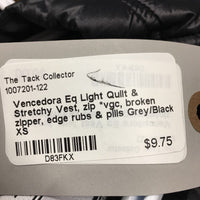 The Tack Collector
1007201-122
Vencedora Eq Light Quilt &
Stretchy Vest, zip *vgc, broken
zipper, edge rubs & pills Grey/Black
XS
D83FKX
$9.75